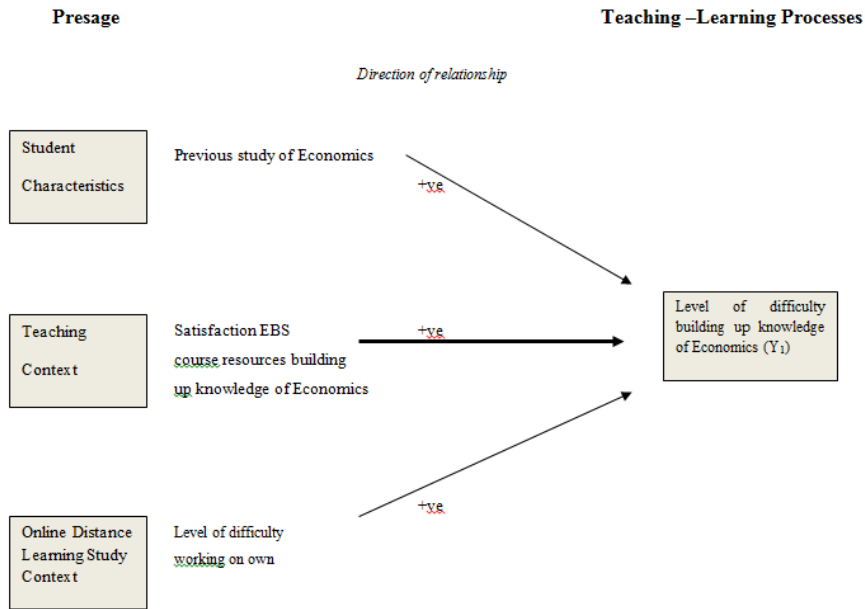 Presage
Teaching –Learning Processes
Direction of relationship
Student
Characteristics
Previous study of Economics
+ve
Teaching
Context
Satisfaction EBS
course resources building
up knowledge of Economics
+ve
Level of difficulty
building up knowledge
of Economics (Y₁)
Online Distance
Learning Study
Context
Level of difficulty
working on own
+ve